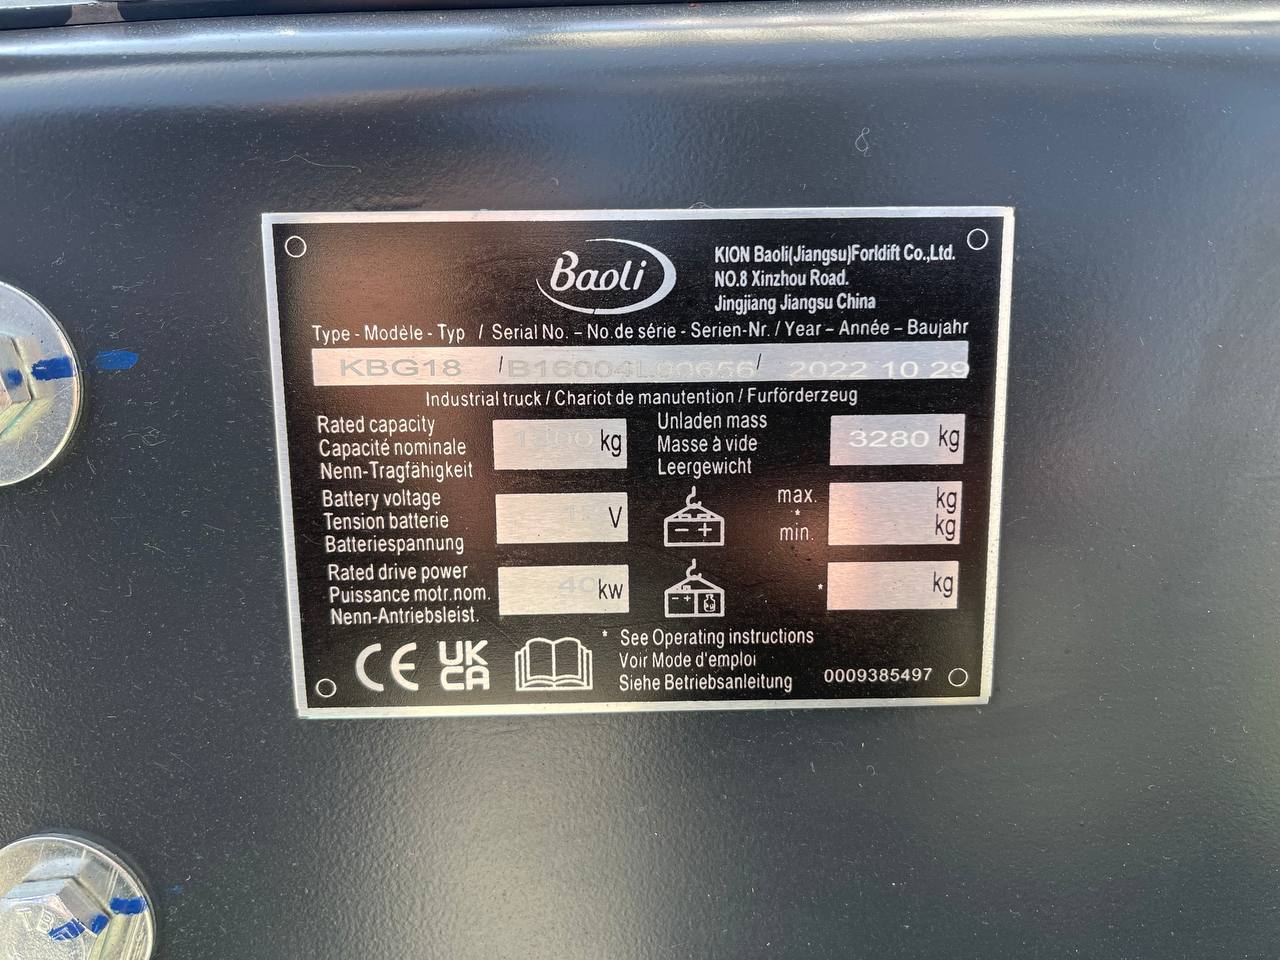 Baoli
KION Baoli(Jiangsu)Forldift Co.,Ltd.
NO.8 Xinzhou Road.
Jingjiang Jiangsu China
Type - Modèle - Typ / Serial No. – No.de série - Serien-Nr. / Year – Année – Baujahr
KBG18 / B16004L00656 / 2022 10 29
Industrial truck / Chariot de manutention / Furförderzeug
Rated capacity
Capacité nominale
Nenn-Tragfähigkeit
1800 kg
Unladen mass
Masse à vide
Leergewicht
3280 kg
Battery voltage
Tension batterie
Batteriespannung
V
max.
*
min.
kg
kg
Rated drive power
Puissance motr.nom.
Nenn-Antriebsleist.
40 kw
* kg
CE
UK
CA
* See Operating instructions
Voir Mode d'emploi
Siehe Betriebsanleitung
0009385497